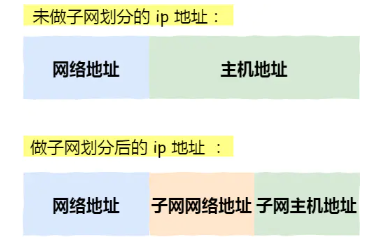 未做子网划分的 ip 地址：
网络地址 主机地址
做子网划分后的 ip 地址 ：
网络地址 子网网络地址 子网主机地址